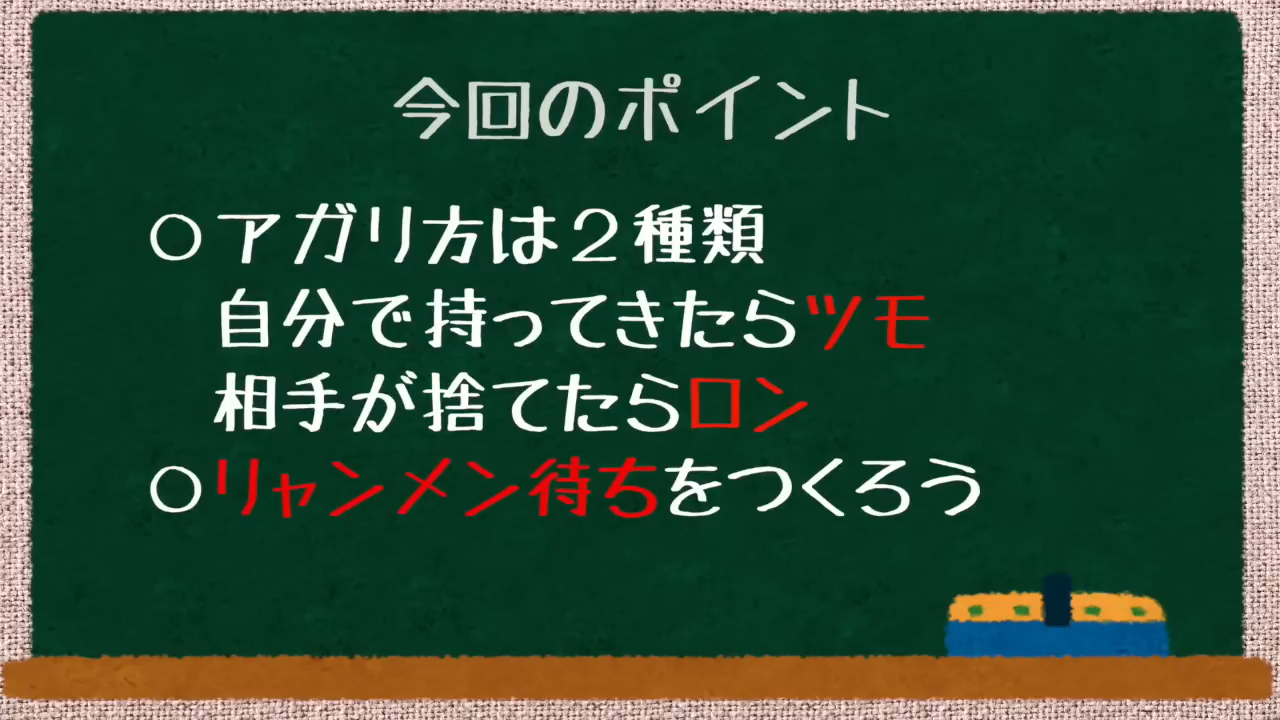 今回のポイント
○アガリ方は２種類
自分で持ってきたらツモ
相手が捨てたらロン
○リャンメン待ちをつくろう